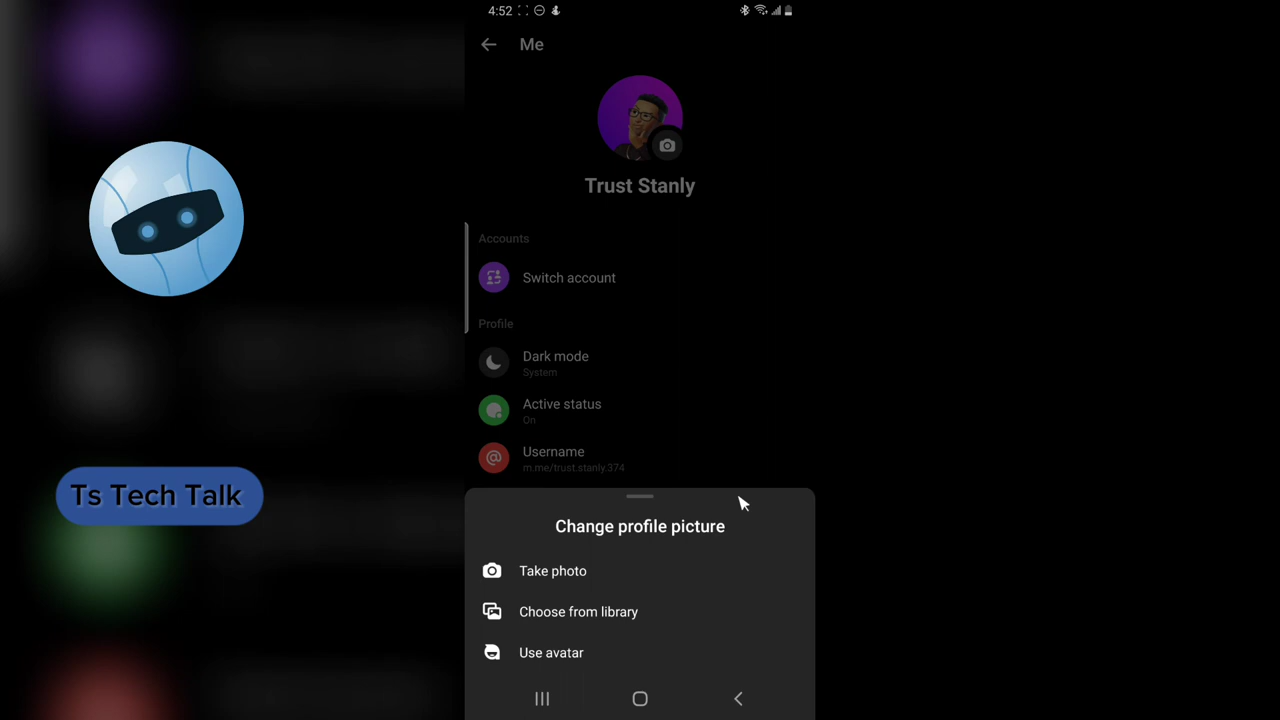 4:52
Me
Trust Stanly
Accounts
Switch account
Profile
Dark mode
System
Active status
On
Username
m.me/trust.stanly.374
Change profile picture
Take photo
Choose from library
Use avatar
Ts Tech Talk